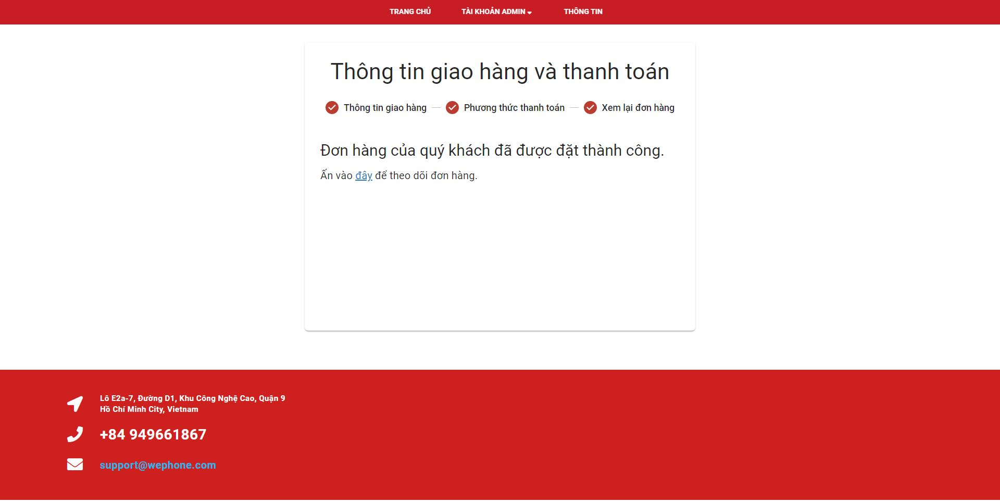 TRANG CHỦ TÀI KHOẢN ADMIN THÔNG TIN
Thông tin giao hàng và thanh toán
Thông tin giao hàng Phương thức thanh toán Xem lại đơn hàng
Đơn hàng của quý khách đã được đặt thành công.
Ấn vào đây để theo dõi đơn hàng.
Lô E2a-7, Đường D1, Khu Công Nghệ Cao, Quận 9
Hồ Chí Minh City, Vietnam
+84 949661867
support@wephone.com